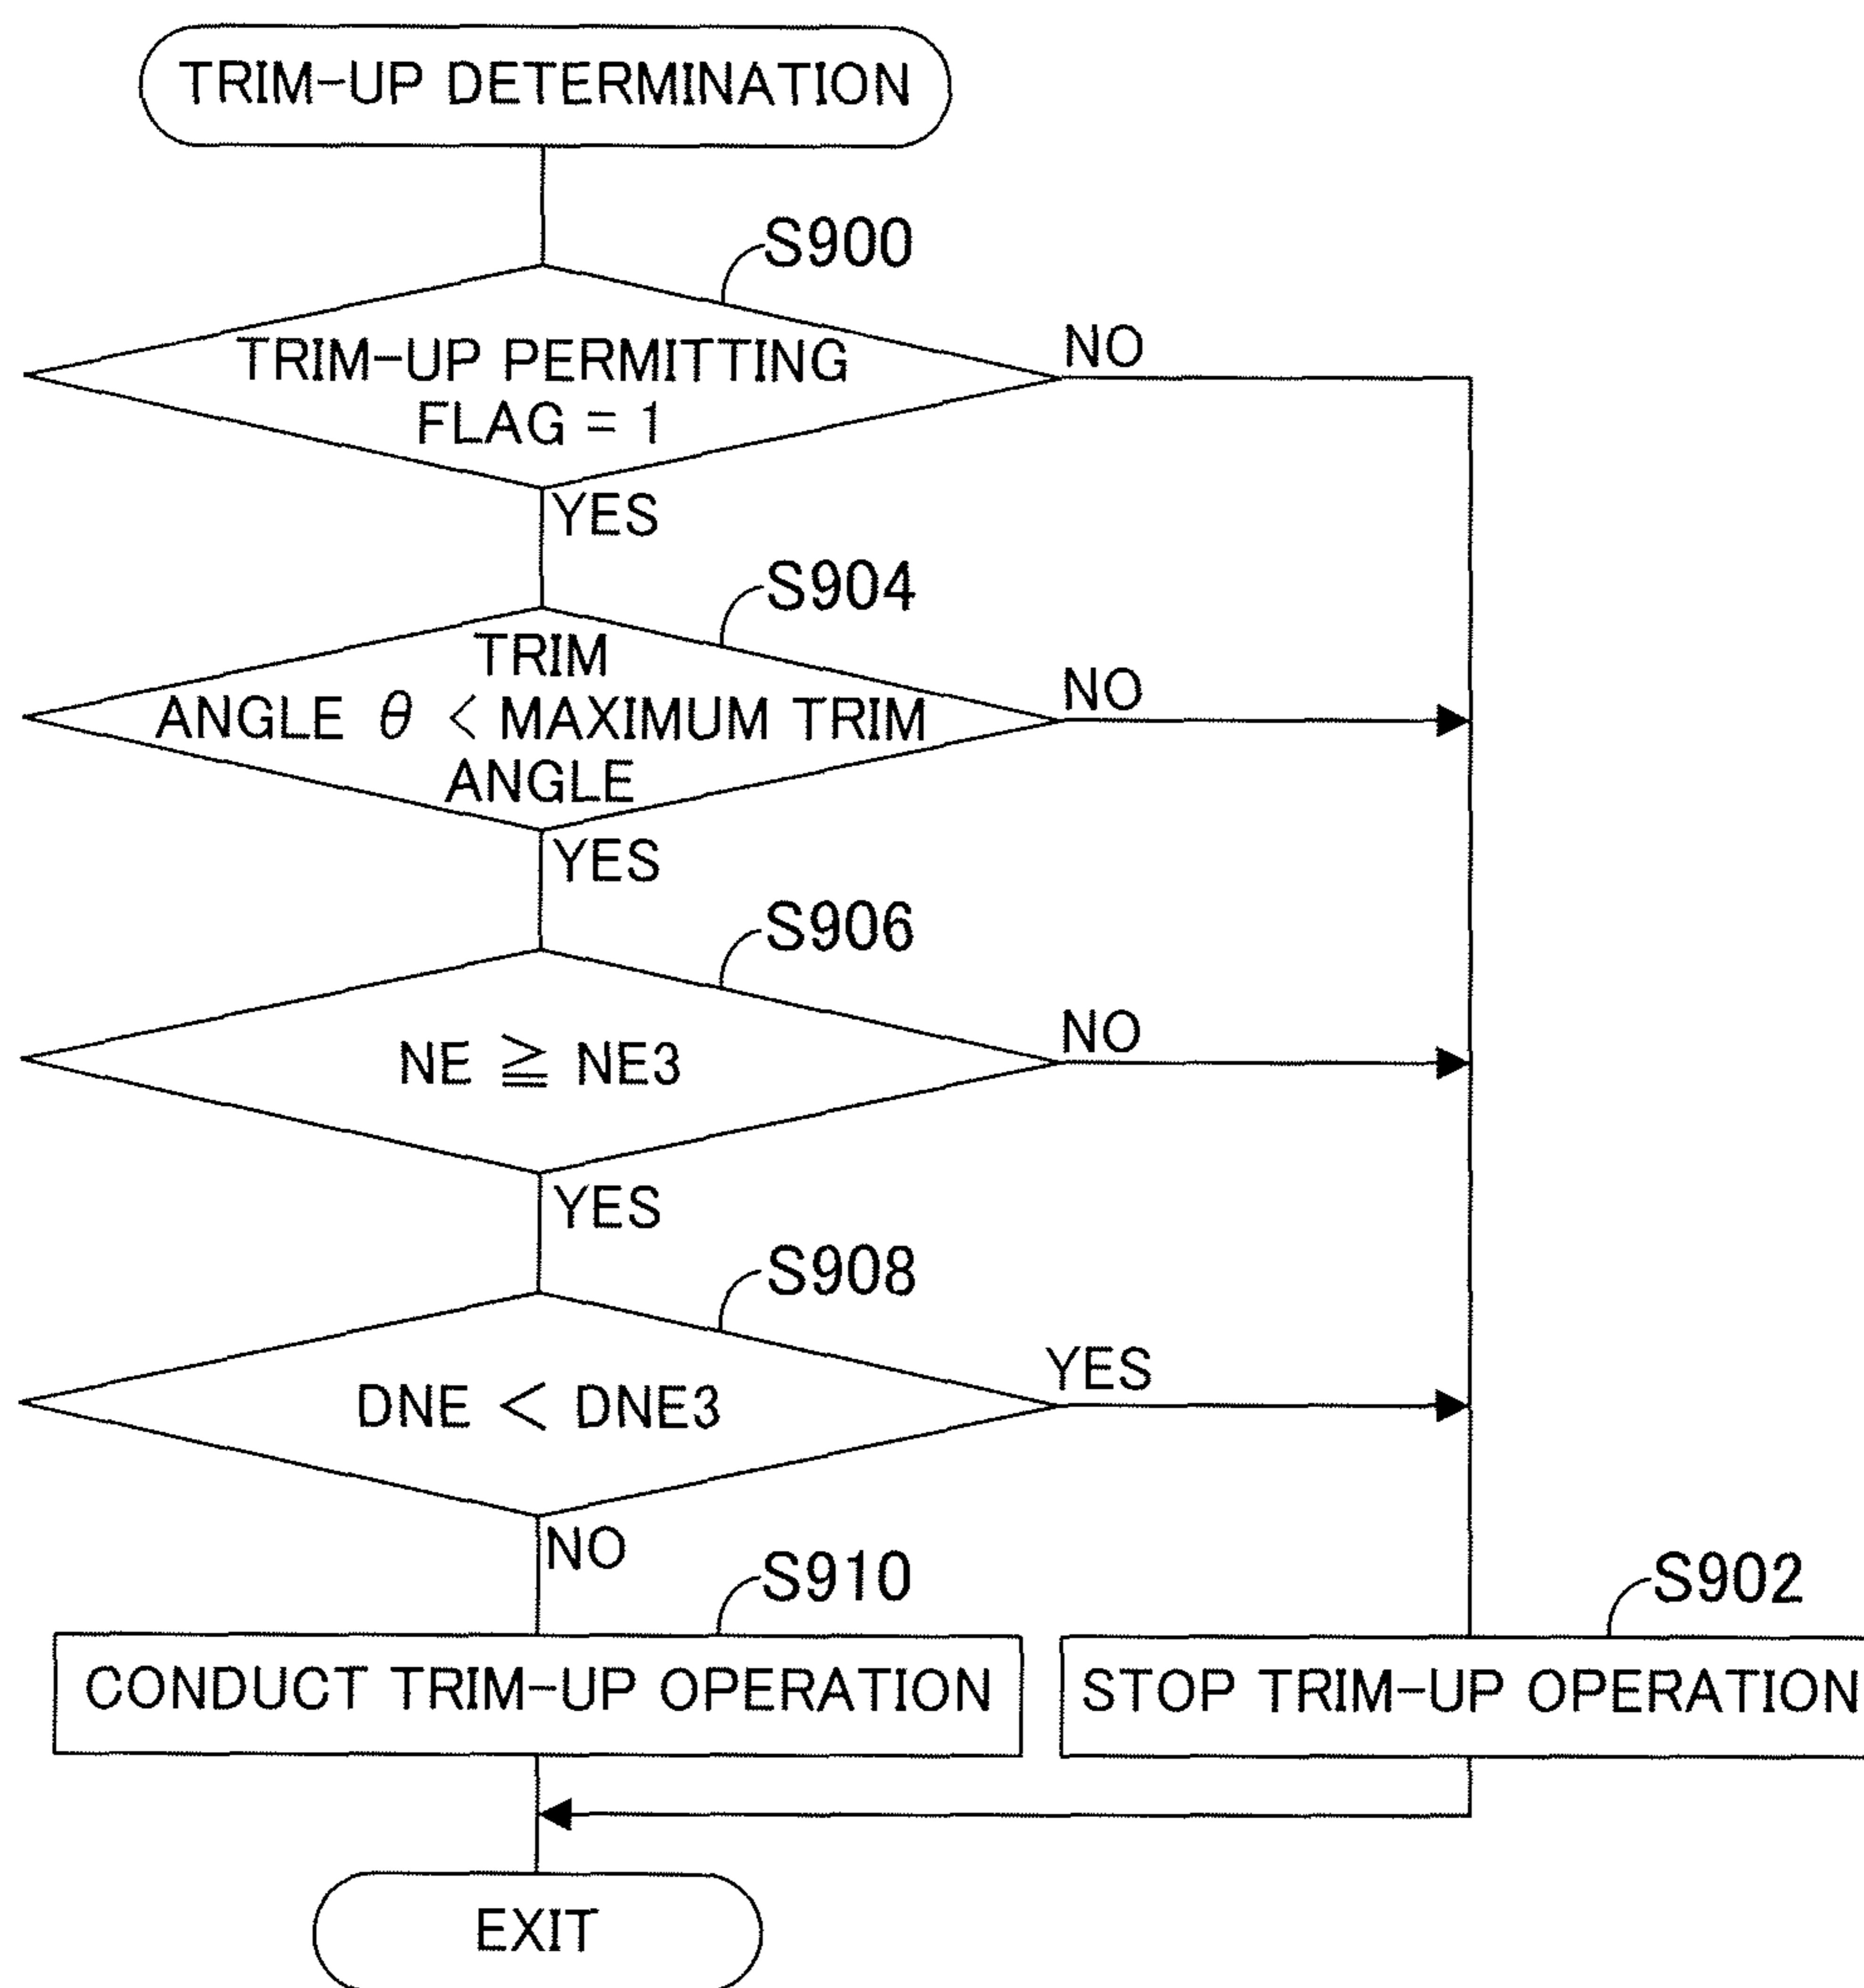 TRIM-UP DETERMINATION
S900
TRIM-UP PERMITTING
FLAG = 1
NO
YES
S904
TRIM
ANGLE θ < MAXIMUM TRIM
ANGLE
NO
YES
S906
NE ≧ NE3
NO
YES
S908
DNE < DNE3
YES
NO
S910
CONDUCT TRIM-UP OPERATION
S902
STOP TRIM-UP OPERATION
EXIT